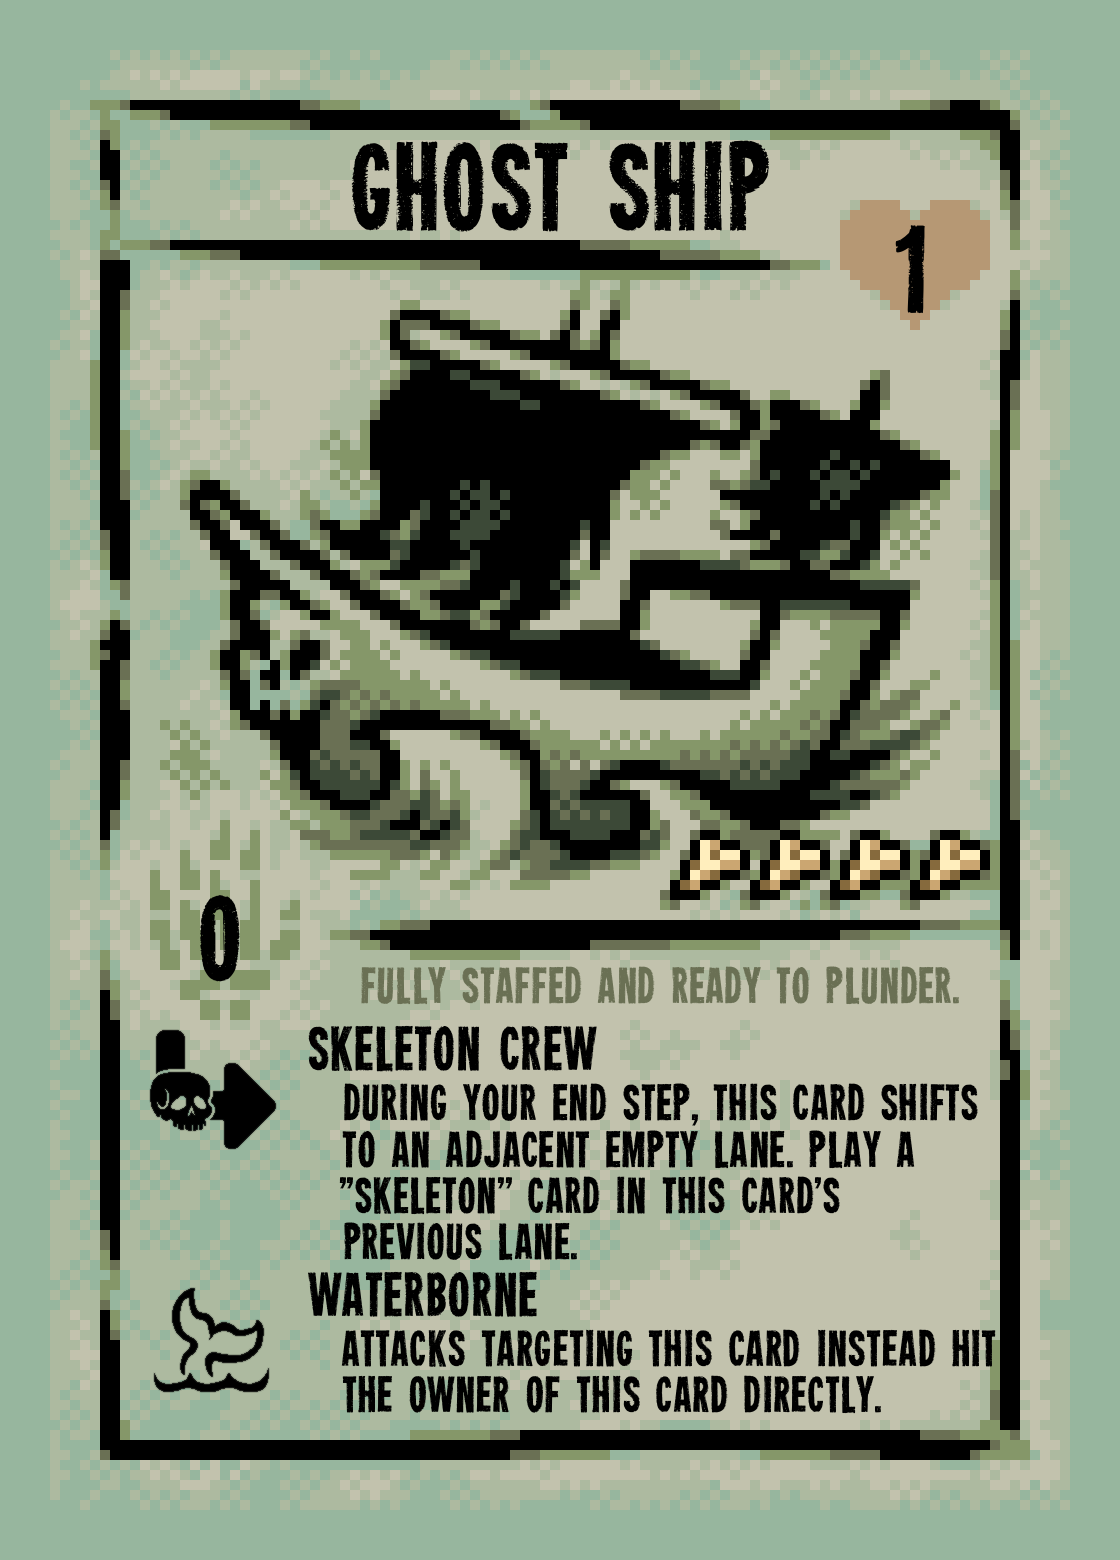 GHOST SHIP
1
0
FULLY STAFFED AND READY TO PLUNDER.
SKELETON CREW
DURING YOUR END STEP, THIS CARD SHIFTS
TO AN ADJACENT EMPTY LANE. PLAY A
"SKELETON" CARD IN THIS CARD'S
PREVIOUS LANE.
WATERBORNE
ATTACKS TARGETING THIS CARD INSTEAD HIT
THE OWNER OF THIS CARD DIRECTLY.